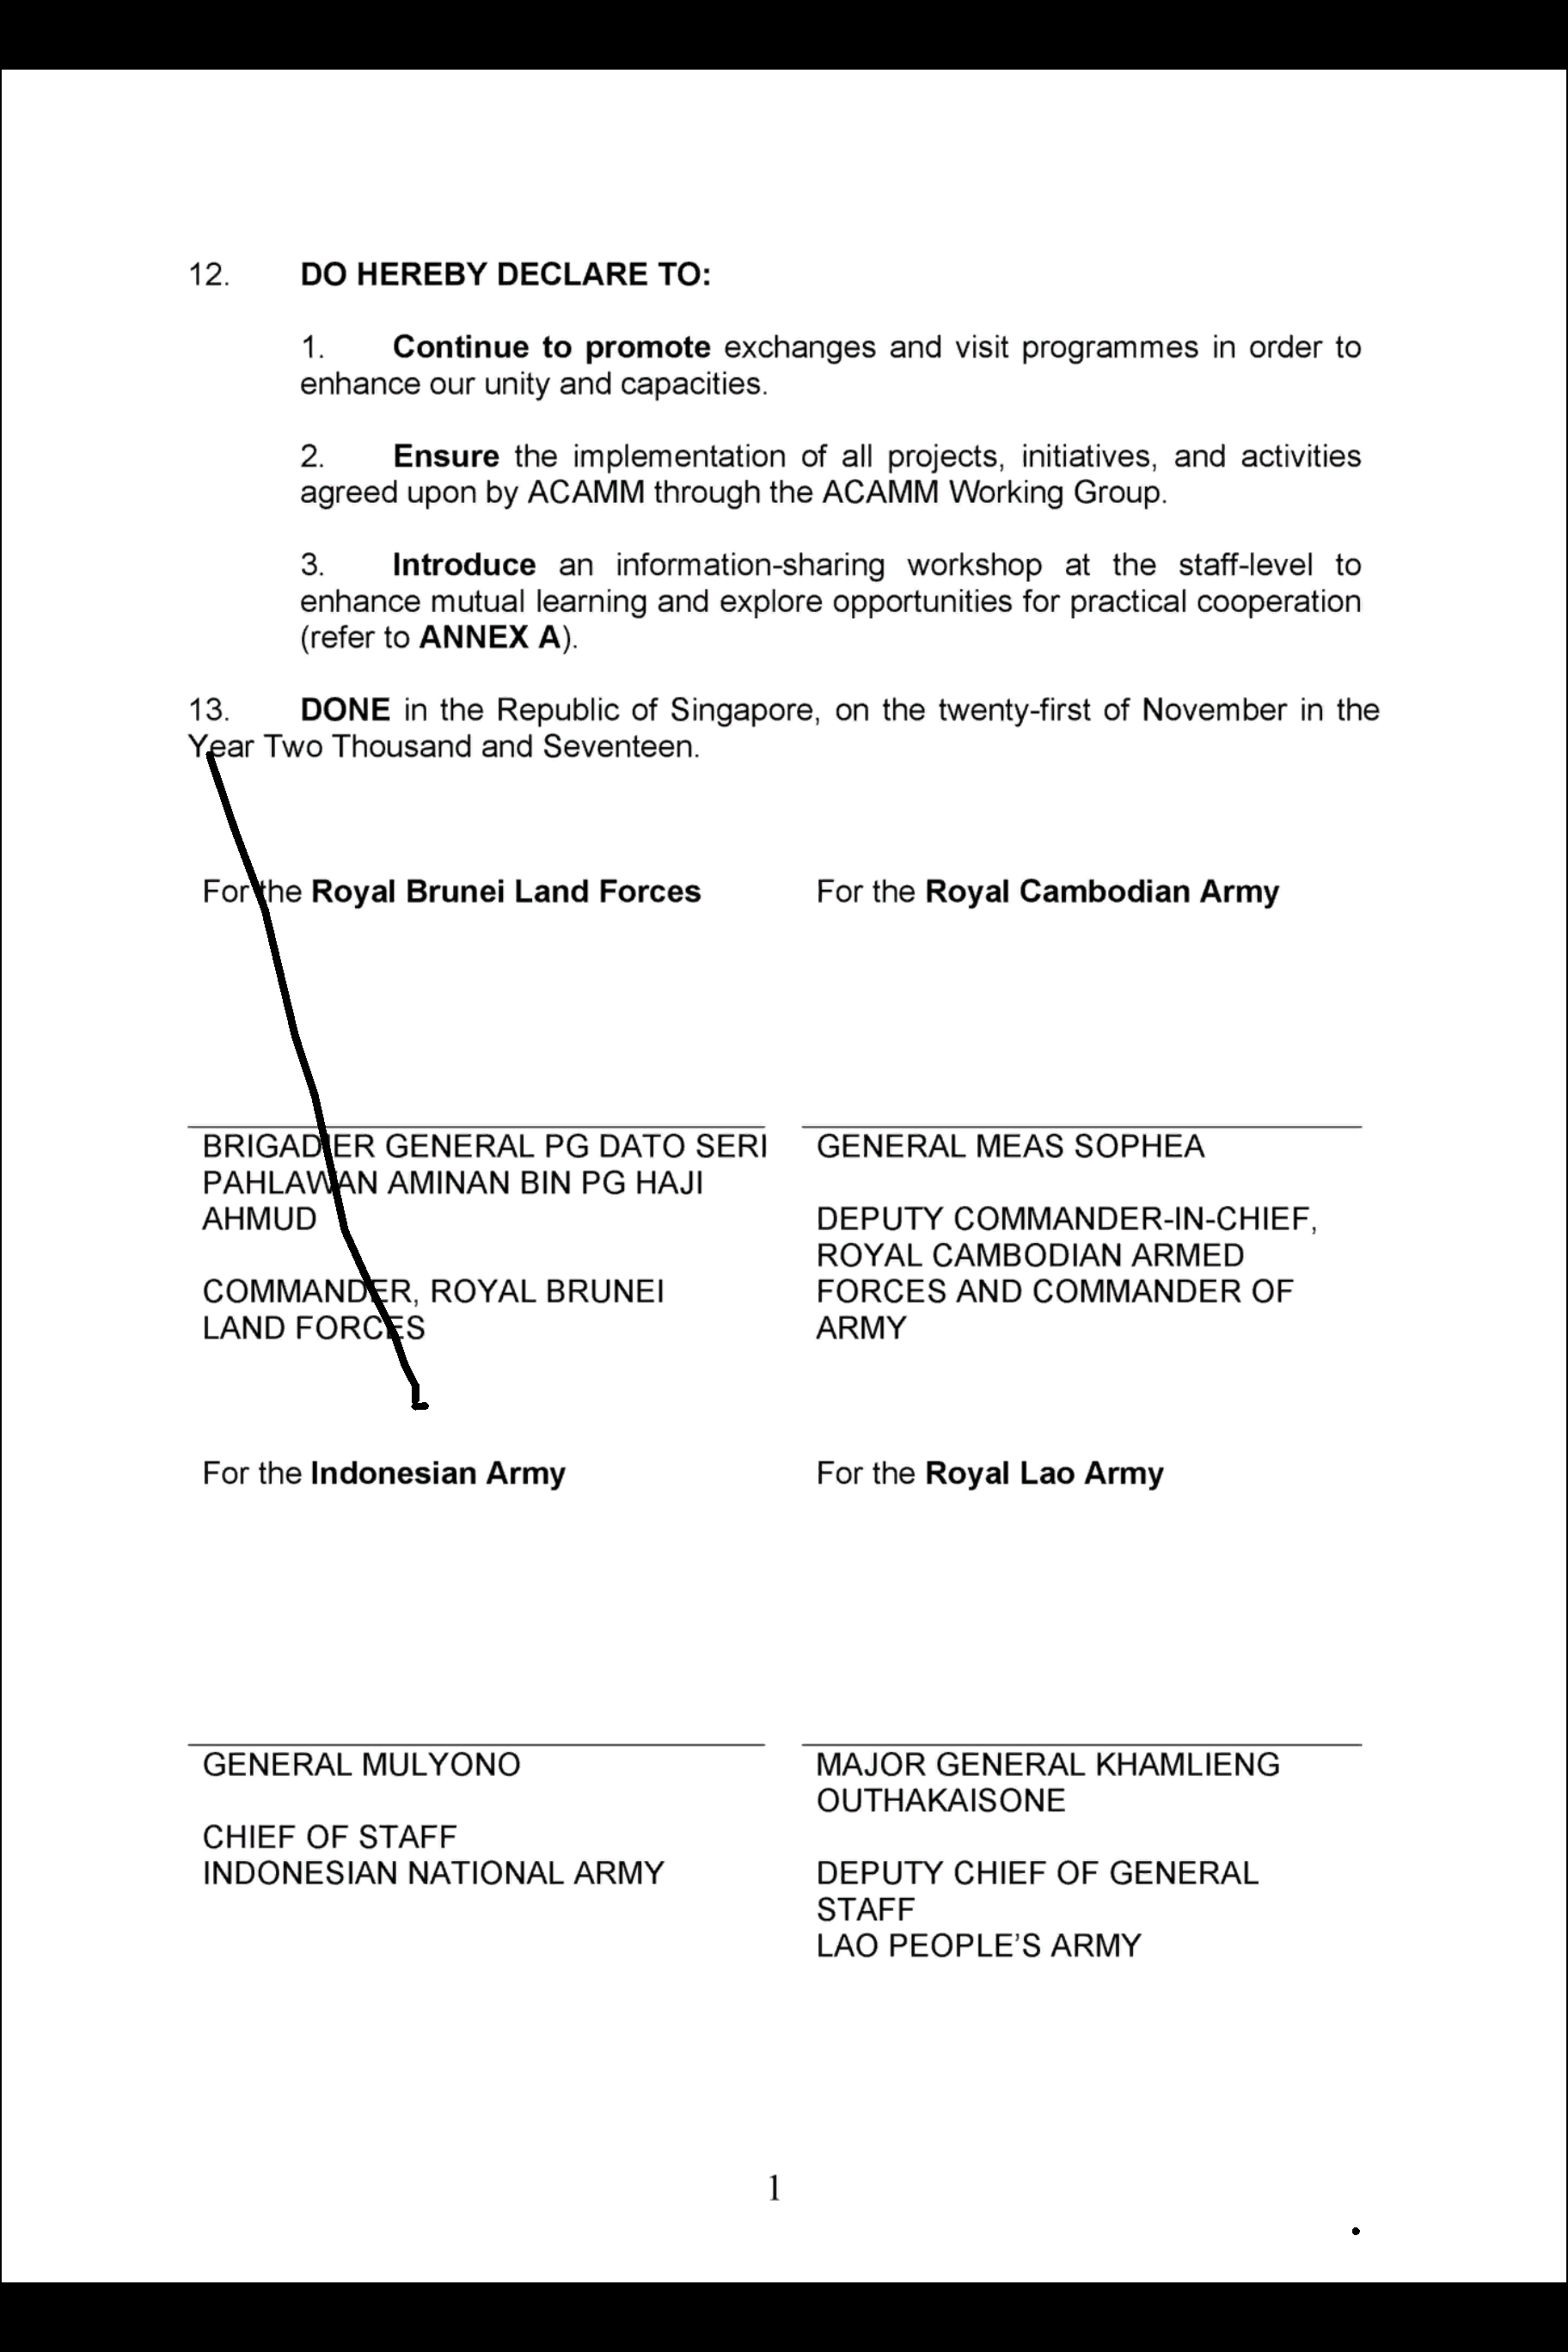 12. DO HEREBY DECLARE TO:
1. Continue to promote exchanges and visit programmes in order to
enhance our unity and capacities.
2. Ensure the implementation of all projects, initiatives, and activities
agreed upon by ACAMM through the ACAMM Working Group.
3. Introduce an information-sharing workshop at the staff-level to
enhance mutual learning and explore opportunities for practical cooperation
(refer to ANNEX A).
13. DONE in the Republic of Singapore, on the twenty-first of November in the
Year Two Thousand and Seventeen.
For the Royal Brunei Land Forces
BRIGADIER GENERAL PG DATO SERI
PAHLAWAN AMINAN BIN PG HAJI
AHMUD
COMMANDER, ROYAL BRUNEI
LAND FORCES
For the Royal Cambodian Army
GENERAL MEAS SOPHEA
DEPUTY COMMANDER-IN-CHIEF,
ROYAL CAMBODIAN ARMED
FORCES AND COMMANDER OF
ARMY
For the Indonesian Army
GENERAL MULYONO
CHIEF OF STAFF
INDONESIAN NATIONAL ARMY
For the Royal Lao Army
MAJOR GENERAL KHAMLIENG
OUTHAKAISONE
DEPUTY CHIEF OF GENERAL
STAFF
LAO PEOPLE'S ARMY
1